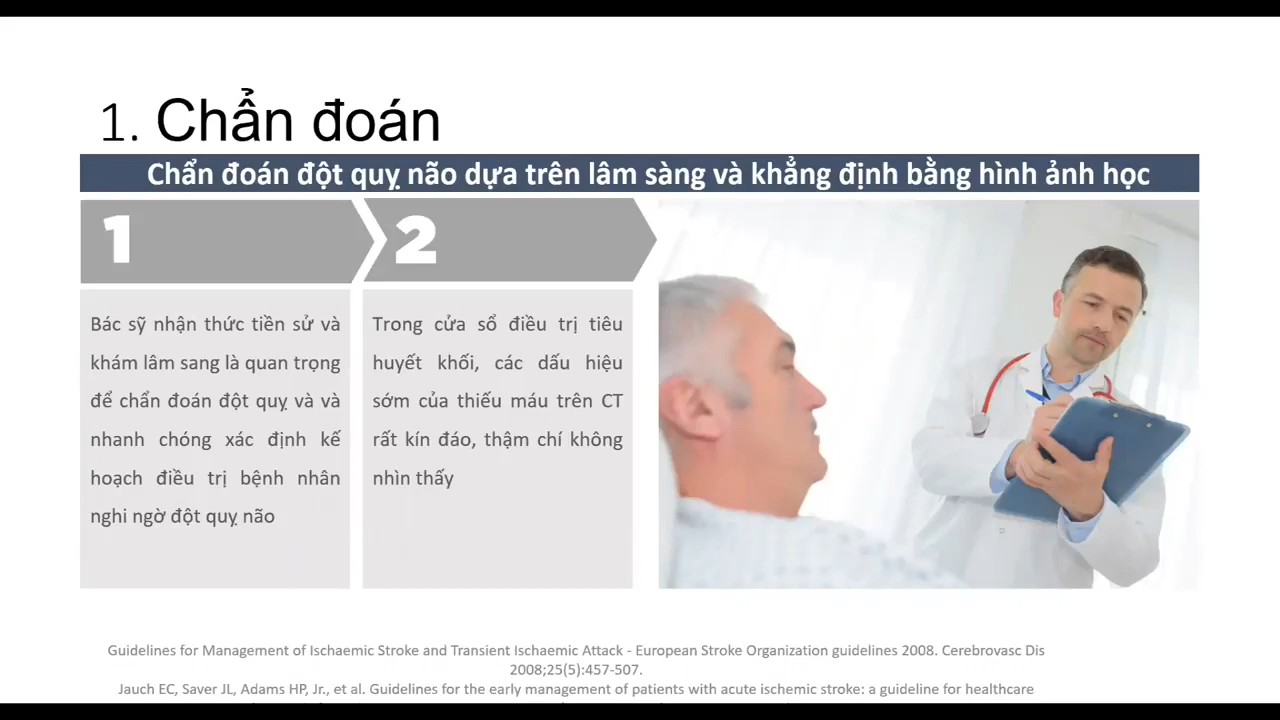 1. Chẩn đoán
Chẩn đoán đột quỵ não dựa trên lâm sàng và khẳng định bằng hình ảnh học
1
Bác sỹ nhận thức tiền sử và
khám lâm sang là quan trọng
để chẩn đoán đột quỵ và và
nhanh chóng xác định kế
hoạch điều trị bệnh nhân
nghi ngờ đột quỵ não
2
Trong cửa sổ điều trị tiêu
huyết khối, các dấu hiệu
sớm của thiếu máu trên CT
rất kín đáo, thậm chí không
nhìn thấy
Guidelines for Management of Ischaemic Stroke and Transient Ischaemic Attack - European Stroke Organization guidelines 2008. Cerebrovasc Dis
2008;25(5):457-507.
Jauch EC, Saver JL, Adams HP, Jr., et al. Guidelines for the early management of patients with acute ischemic stroke: a guideline for healthcare